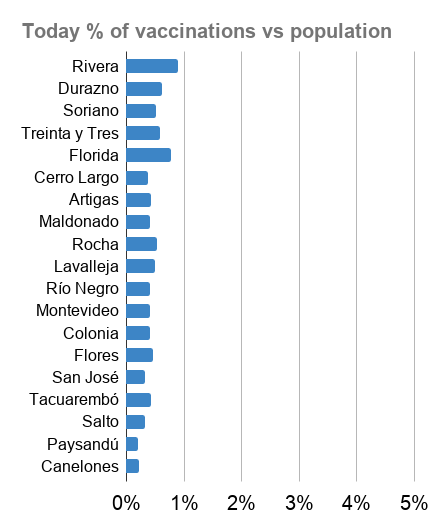 Today % of vaccinations vs population
Rivera
Durazno
Soriano
Treinta y Tres
Florida
Cerro Largo
Artigas
Maldonado
Rocha
Lavalleja
Río Negro
Montevideo
Colonia
Flores
San José
Tacuarembó
Salto
Paysandú
Canelones
0% 1% 2% 3% 4% 5%